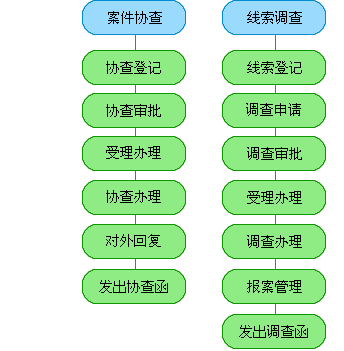 案件协查
协查登记
协查审批
受理办理
协查办理
对外回复
发出协查函
线索调查
线索登记
调查申请
调查审批
受理办理
调查办理
报案管理
发出调查函